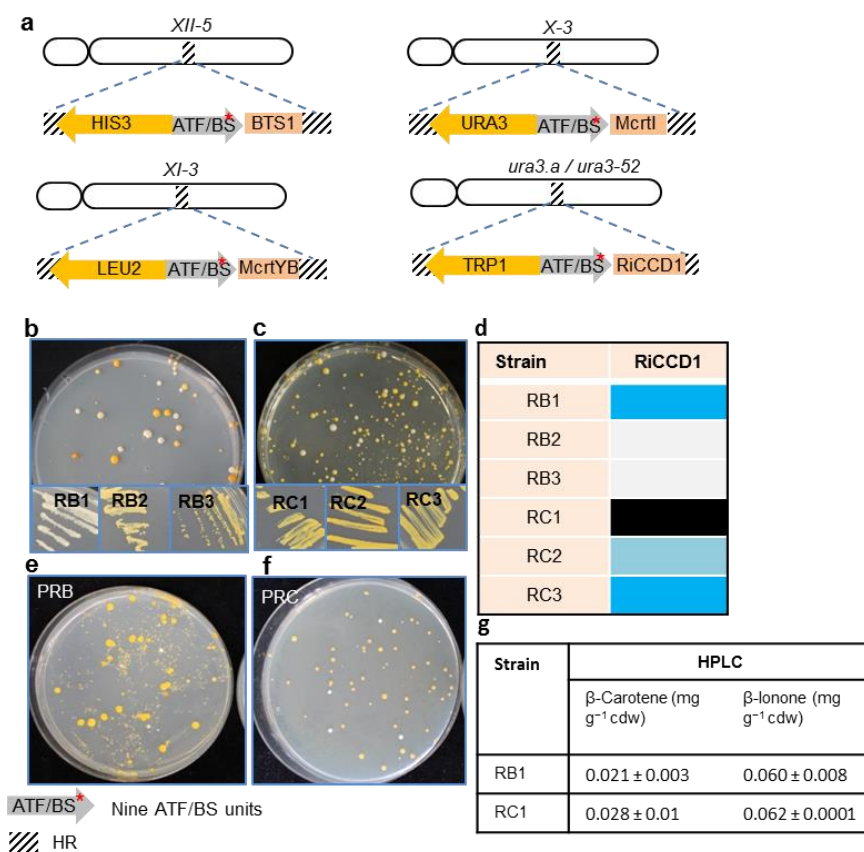 a
XII-5
X-3
HIS3 ATF/BS* BTS1
URA3 ATF/BS* McrtI
XI-3
ura3.a / ura3-52
LEU2 ATF/BS* McrtYB
TRP1 ATF/BS* RiCCD1
b
c
d
RB1 RB2 RB3
RC1 RC2 RC3
Strain RiCCD1
RB1
RB2
RB3
RC1
RC2
RC3
e
PRB
f
PRC
g
Strain HPLC
β-Carotene (mg
g⁻¹ cdw)
β-Ionone (mg
g⁻¹ cdw)
RB1 0.021 ± 0.003 0.060 ± 0.008
RC1 0.028 ± 0.01 0.062 ± 0.0001
ATF/BS* Nine ATF/BS units
HR